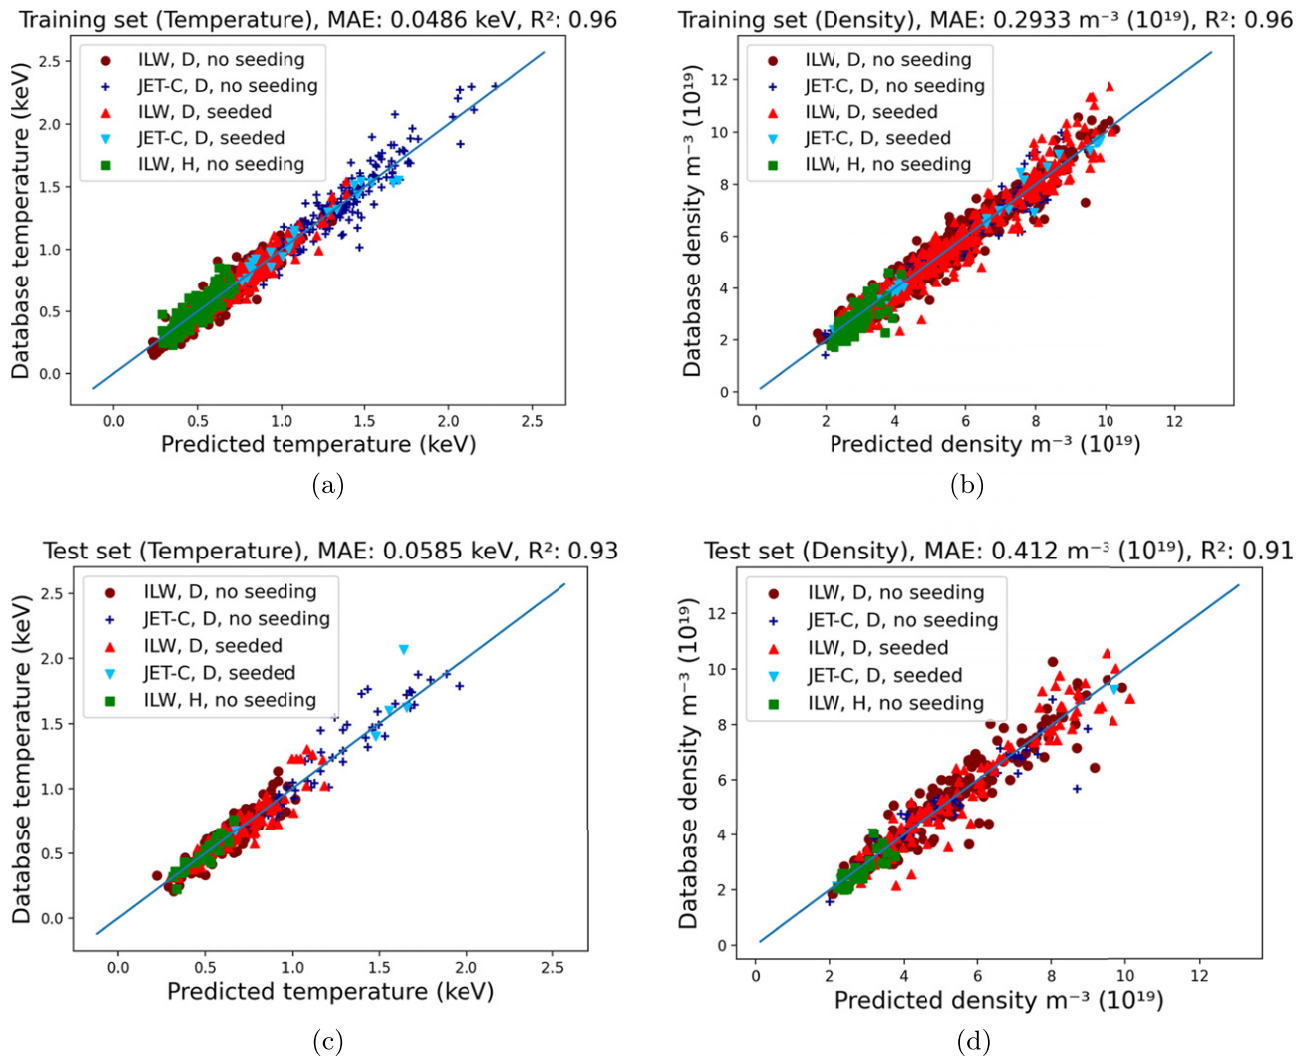 Training set (Temperature), MAE: 0.0486 keV, R²: 0.96
ILW, D, no seeding
JET-C, D, no seeding
ILW, D, seeded
JET-C, D, seeded
ILW, H, no seeding
Database temperature (keV)
2.5
2.0
1.5
1.0
0.5
0.0
0.0 0.5 1.0 1.5 2.0 2.5
Predicted temperature (keV)
(a)
Training set (Density), MAE: 0.2933 m⁻³ (10¹⁹), R²: 0.96
ILW, D, no seeding
JET-C, D, no seeding
ILW, D, seeded
JET-C, D, seeded
ILW, H, no seeding
Database density m⁻³ (10¹⁹)
12
10
8
6
4
2
0
0 2 4 6 8 10 12
Predicted density m⁻³ (10¹⁹)
(b)
Test set (Temperature), MAE: 0.0585 keV, R²: 0.93
ILW, D, no seeding
JET-C, D, no seeding
ILW, D, seeded
JET-C, D, seeded
ILW, H, no seeding
Database temperature (keV)
2.5
2.0
1.5
1.0
0.5
0.0
0.0 0.5 1.0 1.5 2.0 2.5
Predicted temperature (keV)
(c)
Test set (Density), MAE: 0.412 m⁻³ (10¹⁹), R²: 0.91
ILW, D, no seeding
JET-C, D, no seeding
ILW, D, seeded
JET-C, D, seeded
ILW, H, no seeding
Database density m⁻³ (10¹⁹)
12
10
8
6
4
2
0
0 2 4 6 8 10 12
Predicted density m⁻³ (10¹⁹)
(d)